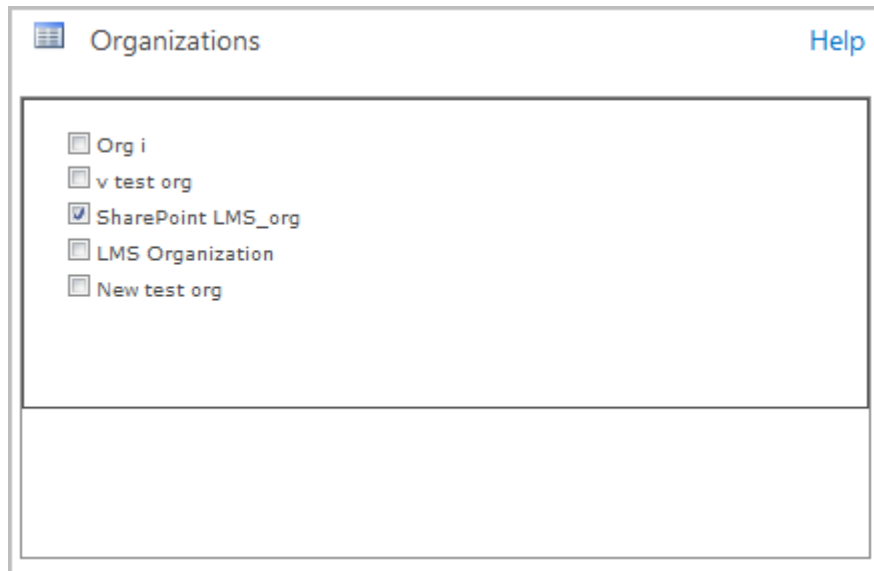 Organizations
Help
Org i
v test org
SharePoint LMS_org
LMS Organization
New test org